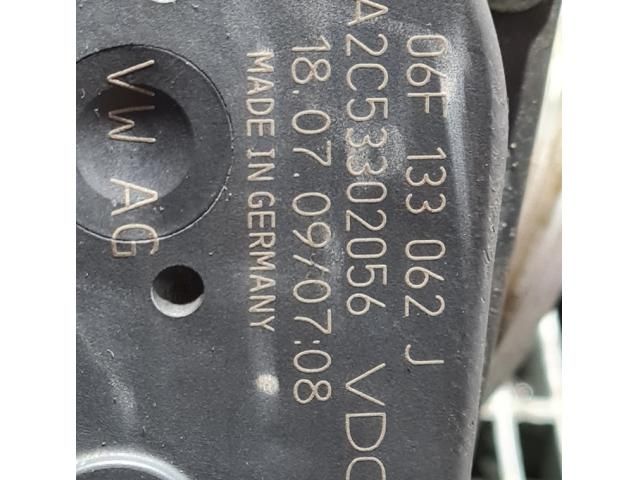 06F 133 062 J
A2C53302056 VDO
18.07 09/07:08
MADE IN GERMANY
VW AG